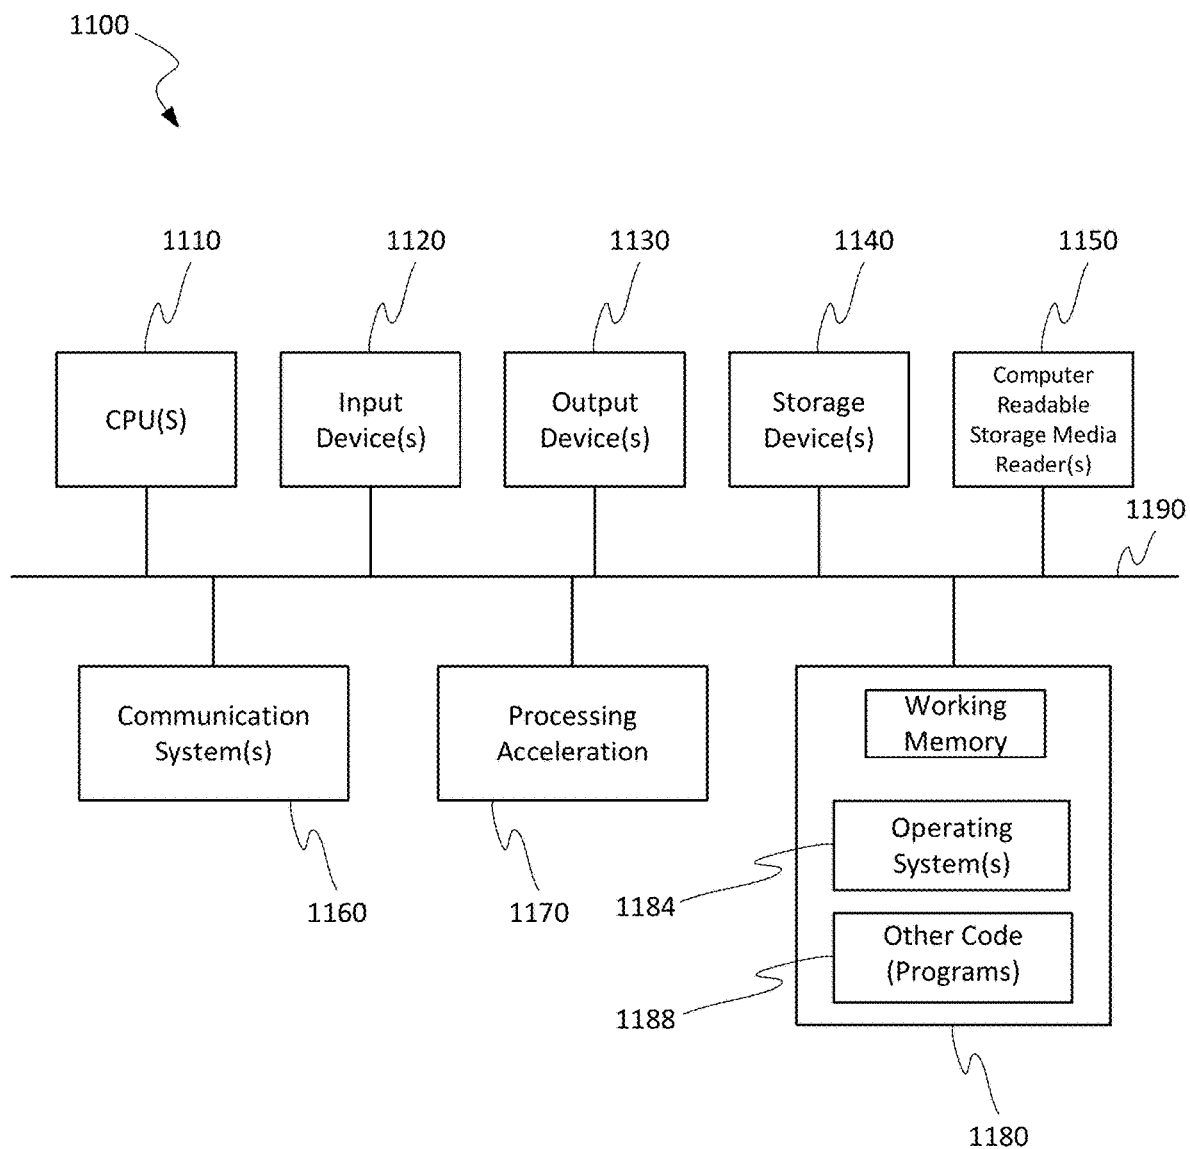 1100
1110
1120
1130
1140
1150
CPU(S)
Input
Device(s)
Output
Device(s)
Storage
Device(s)
Computer
Readable
Storage Media
Reader(s)
1190
Communication
System(s)
Processing
Acceleration
Working
Memory
Operating
System(s)
Other Code
(Programs)
1160
1170
1184
1188
1180